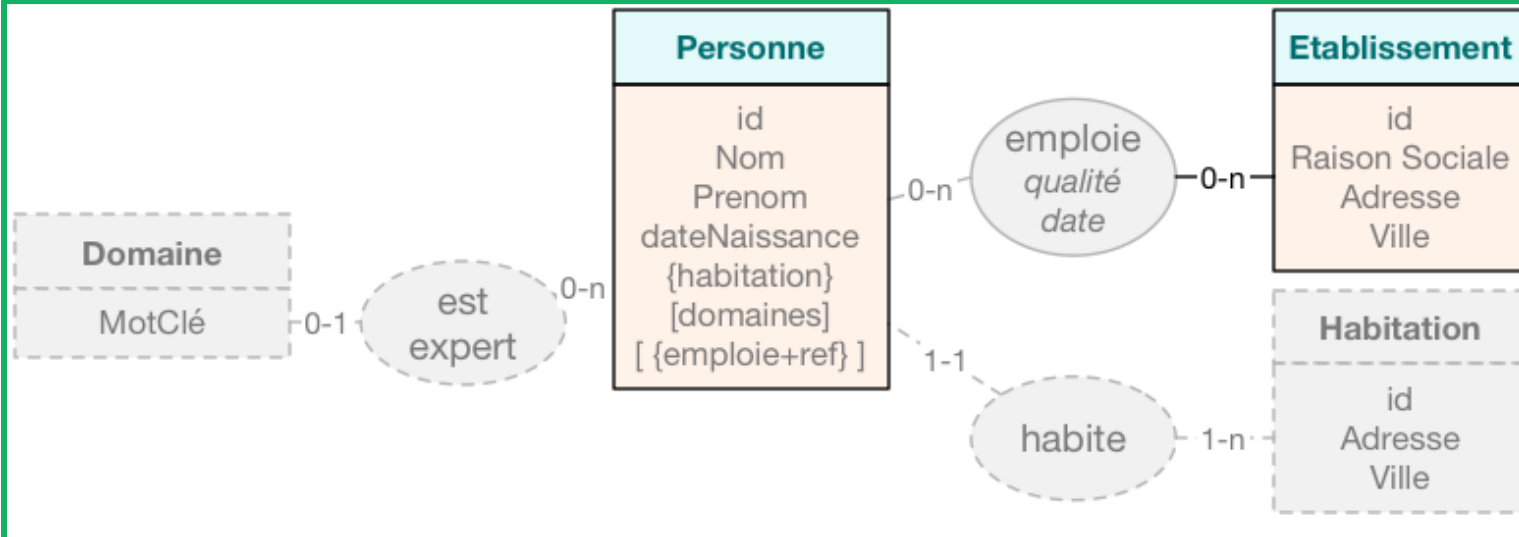 Personne
id
Nom
Prenom
dateNaissance
{habitation}
[domaines]
[ {emploie+ref} ]
Etablissement
id
Raison Sociale
Adresse
Ville
emploie
qualité
date
0-n
0-n
Domaine
MotClé
0-1
est
expert
0-n
1-1
habite
1-n
Habitation
id
Adresse
Ville